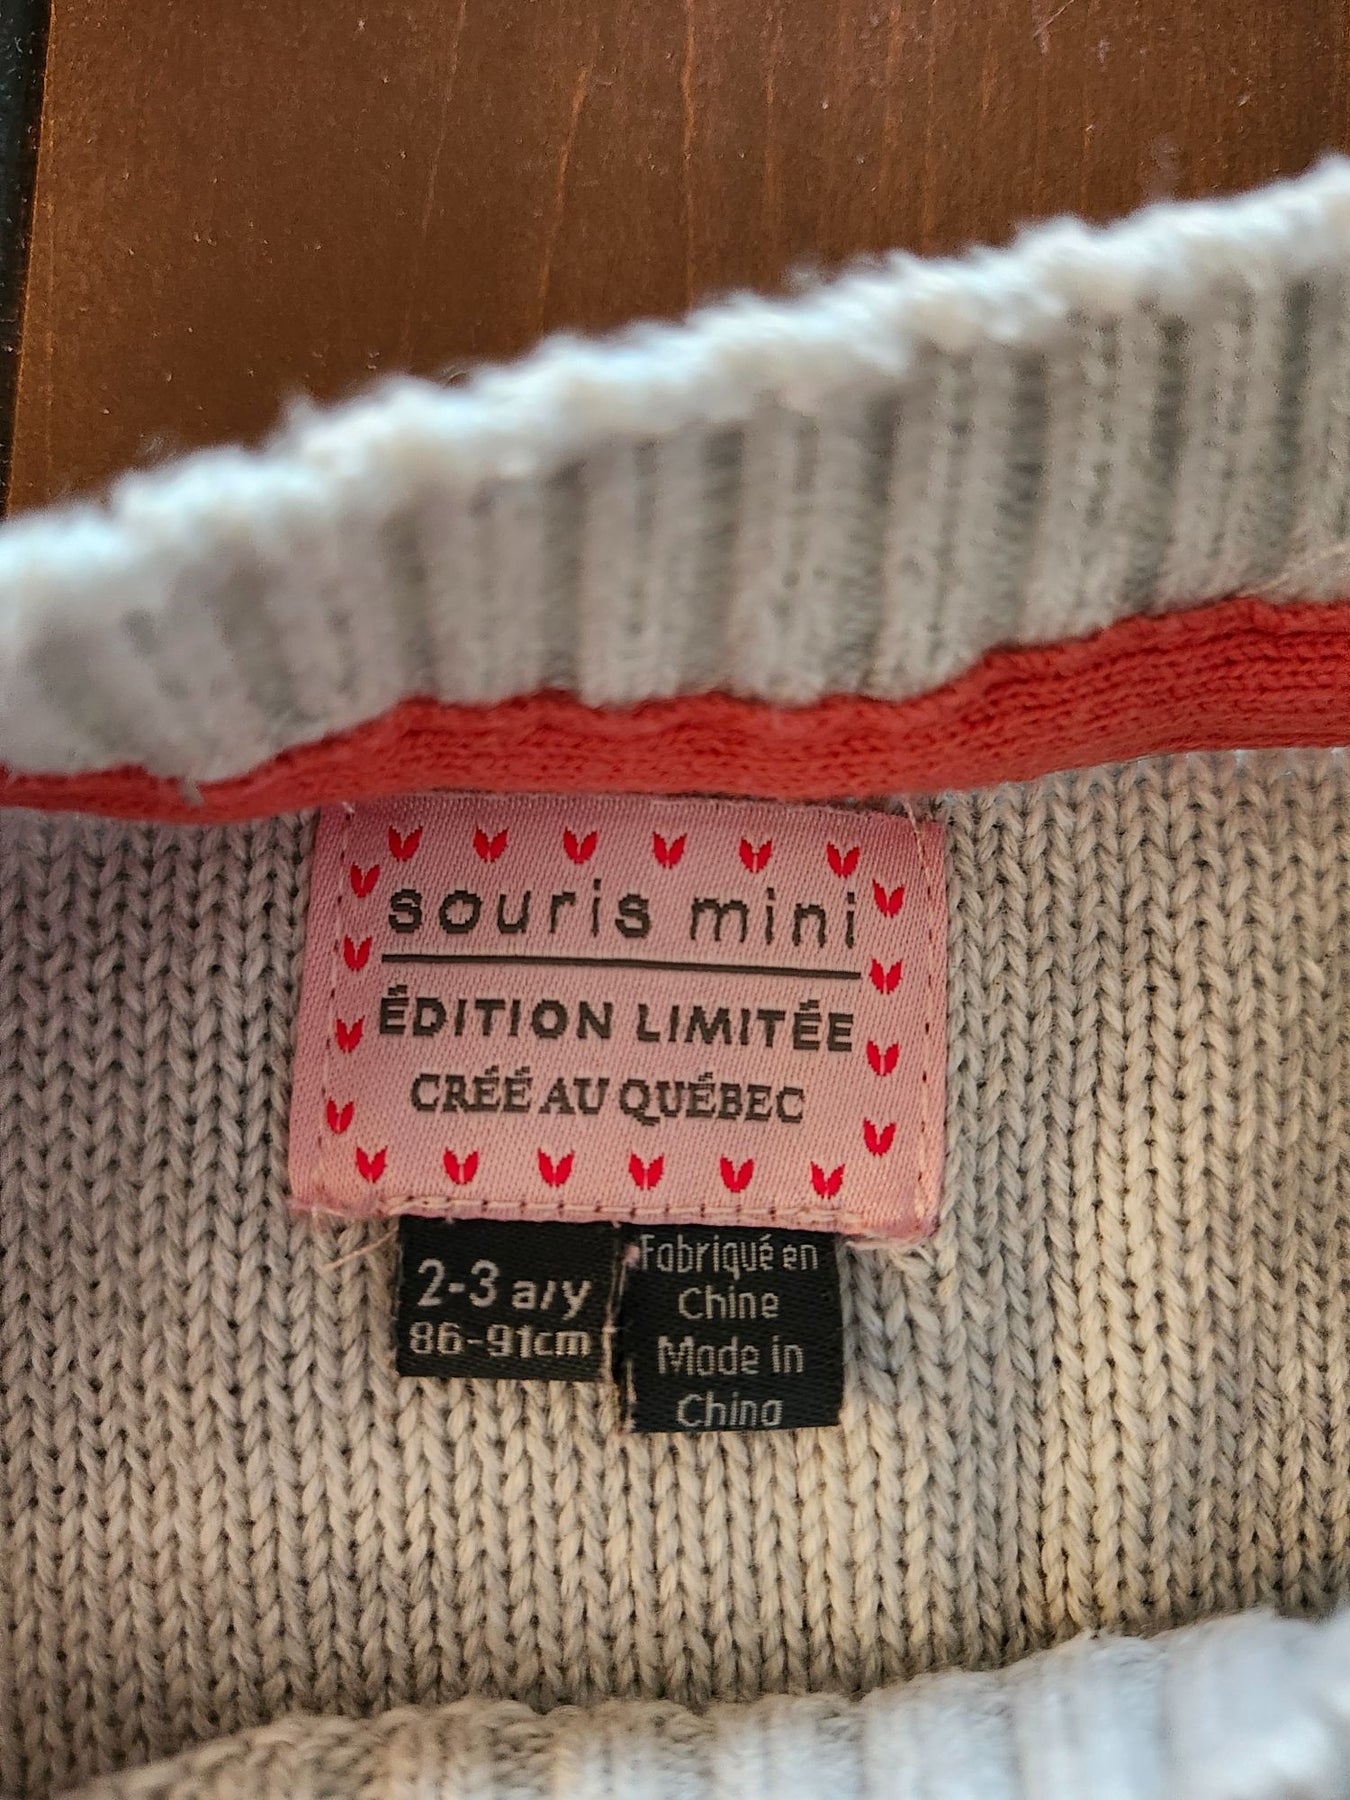 souris mini
ÉDITION LIMITÉE
CRÉÉ AU QUÉBEC
2-3 a/y
86-91cm
Fabriqué en
Chine
Made in
China